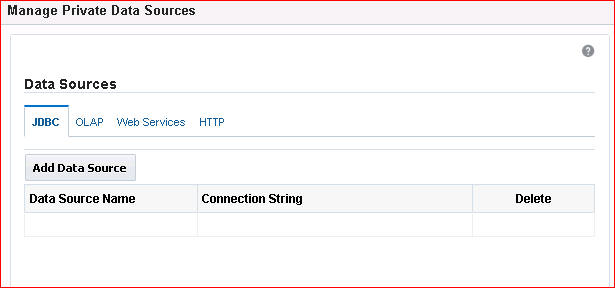 Manage Private Data Sources
?
Data Sources
JDBC OLAP Web Services HTTP
Add Data Source
Data Source Name Connection String Delete